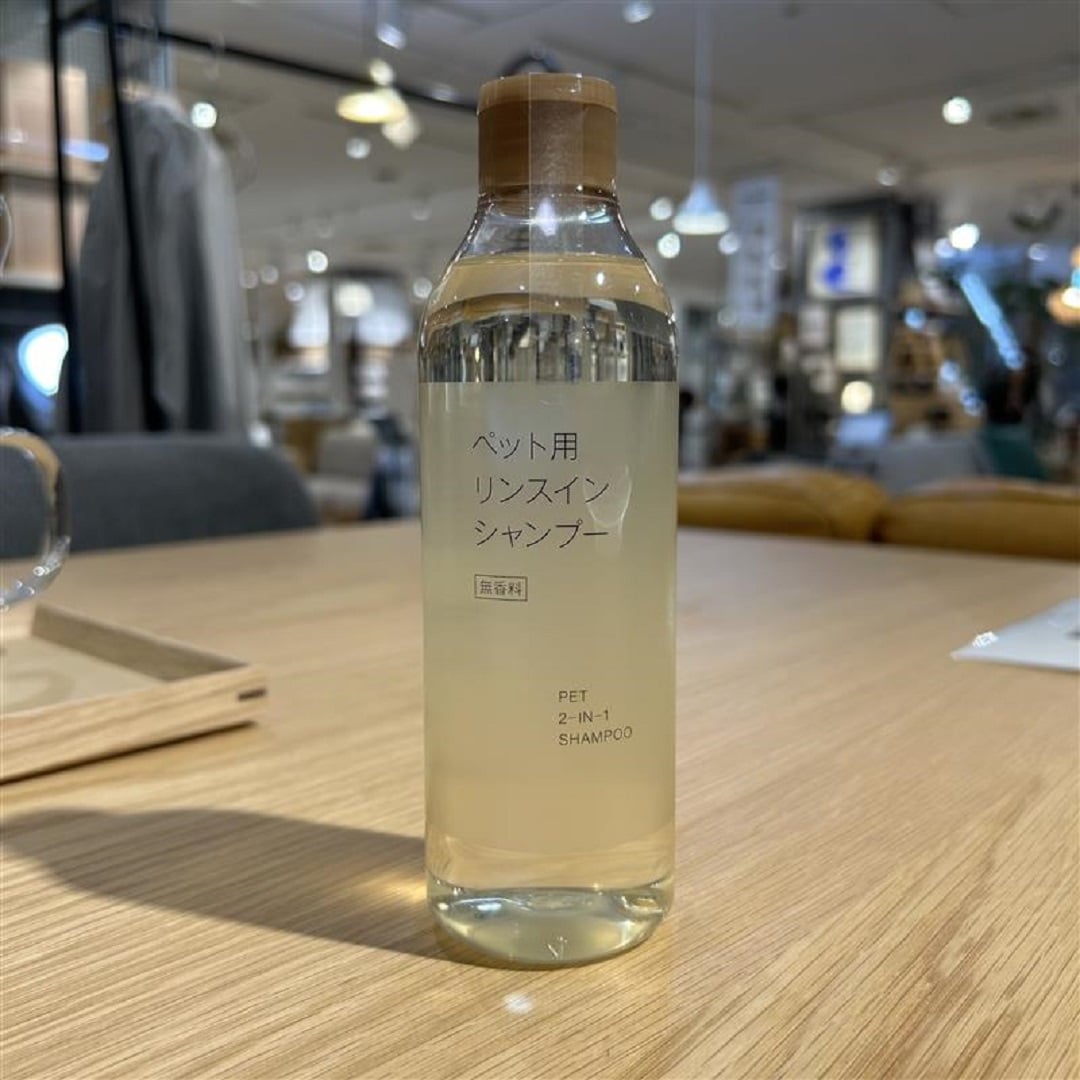 ペット用
リンスイン
シャンプー
無香料
PET
2-IN-1
SHAMPOO